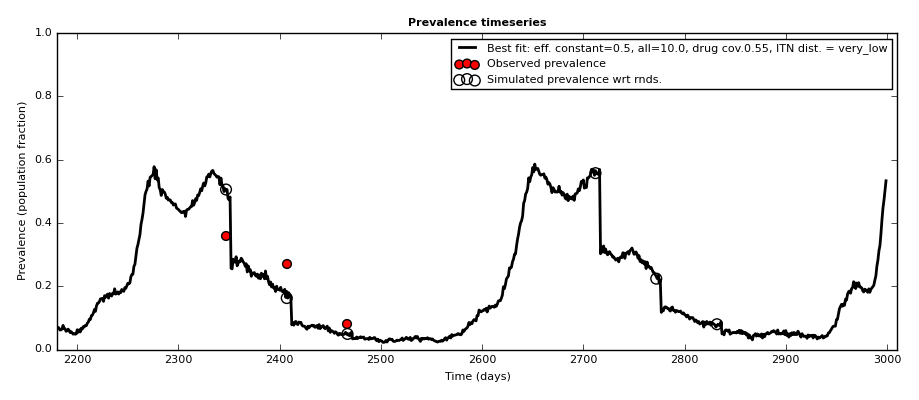 Prevalence timeseries
1.0
Best fit: eff. constant=0.5, all=10.0, drug cov.0.55, ITN dist. = very_low
Observed prevalence
Simulated prevalence wrt rnds.
0.8
0.6
0.4
0.2
0.0
Prevalence (population fraction)
2200 2300 2400 2500 2600 2700 2800 2900 3000
Time (days)